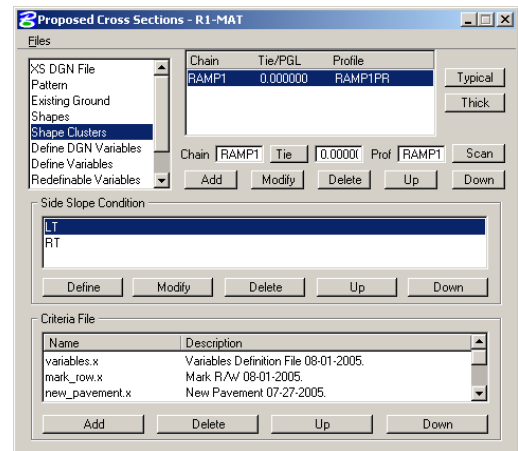 Proposed Cross Sections - R1-MAT
Files
XS DGN File
Pattern
Existing Ground
Shapes
Shape Clusters
Define DGN Variables
Define Variables
Redefinable Variables
Chain Tie/PGL Profile
RAMP1 0.000000 RAMP1PR
Typical
Thick
Chain RAMP1 Tie 0.0000( Prof RAMP1 Scan
Add Modify Delete Up Down
Side Slope Condition
LT
RT
Define Modify Delete Up Down
Criteria File
Name Description
variables.x Variables Definition File 08-01-2005.
mark_row.x Mark R/W 08-01-2005.
new_pavement.x New Pavement 07-27-2005.
Add Delete Up Down